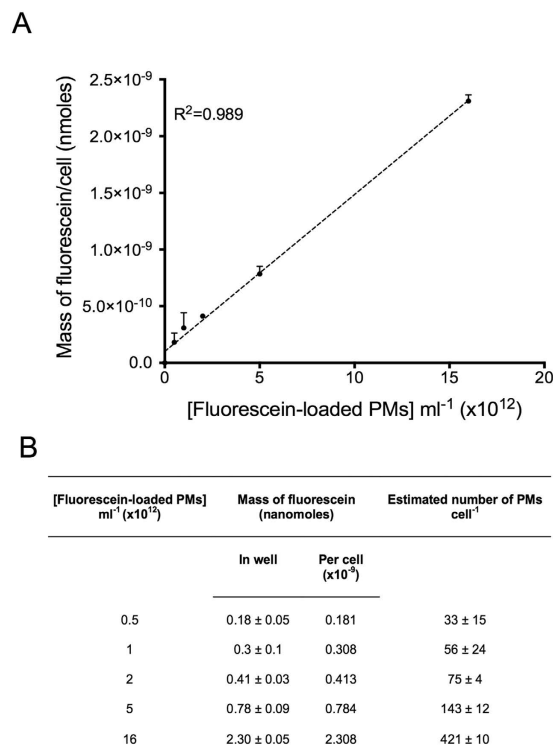 A
Mass of fluorescein/cell (nmoles)
2.5×10⁻⁹
2.0×10⁻⁹
1.5×10⁻⁹
1.0×10⁻⁹
5.0×10⁻¹⁰
0.0
R²=0.989
0 5 10 15 20
[Fluorescein-loaded PMs] ml⁻¹ (x10¹²)
B
[Fluorescein-loaded PMs] Mass of fluorescein Estimated number of PMs
ml⁻¹ (x10¹²) (nanomoles) cell⁻¹
In well Per cell
(x10⁻⁹)
0.5 0.18 ± 0.05 0.181 33 ± 15
1 0.3 ± 0.1 0.308 56 ± 24
2 0.41 ± 0.03 0.413 75 ± 4
5 0.78 ± 0.09 0.784 143 ± 12
16 2.30 ± 0.05 2.308 421 ± 10